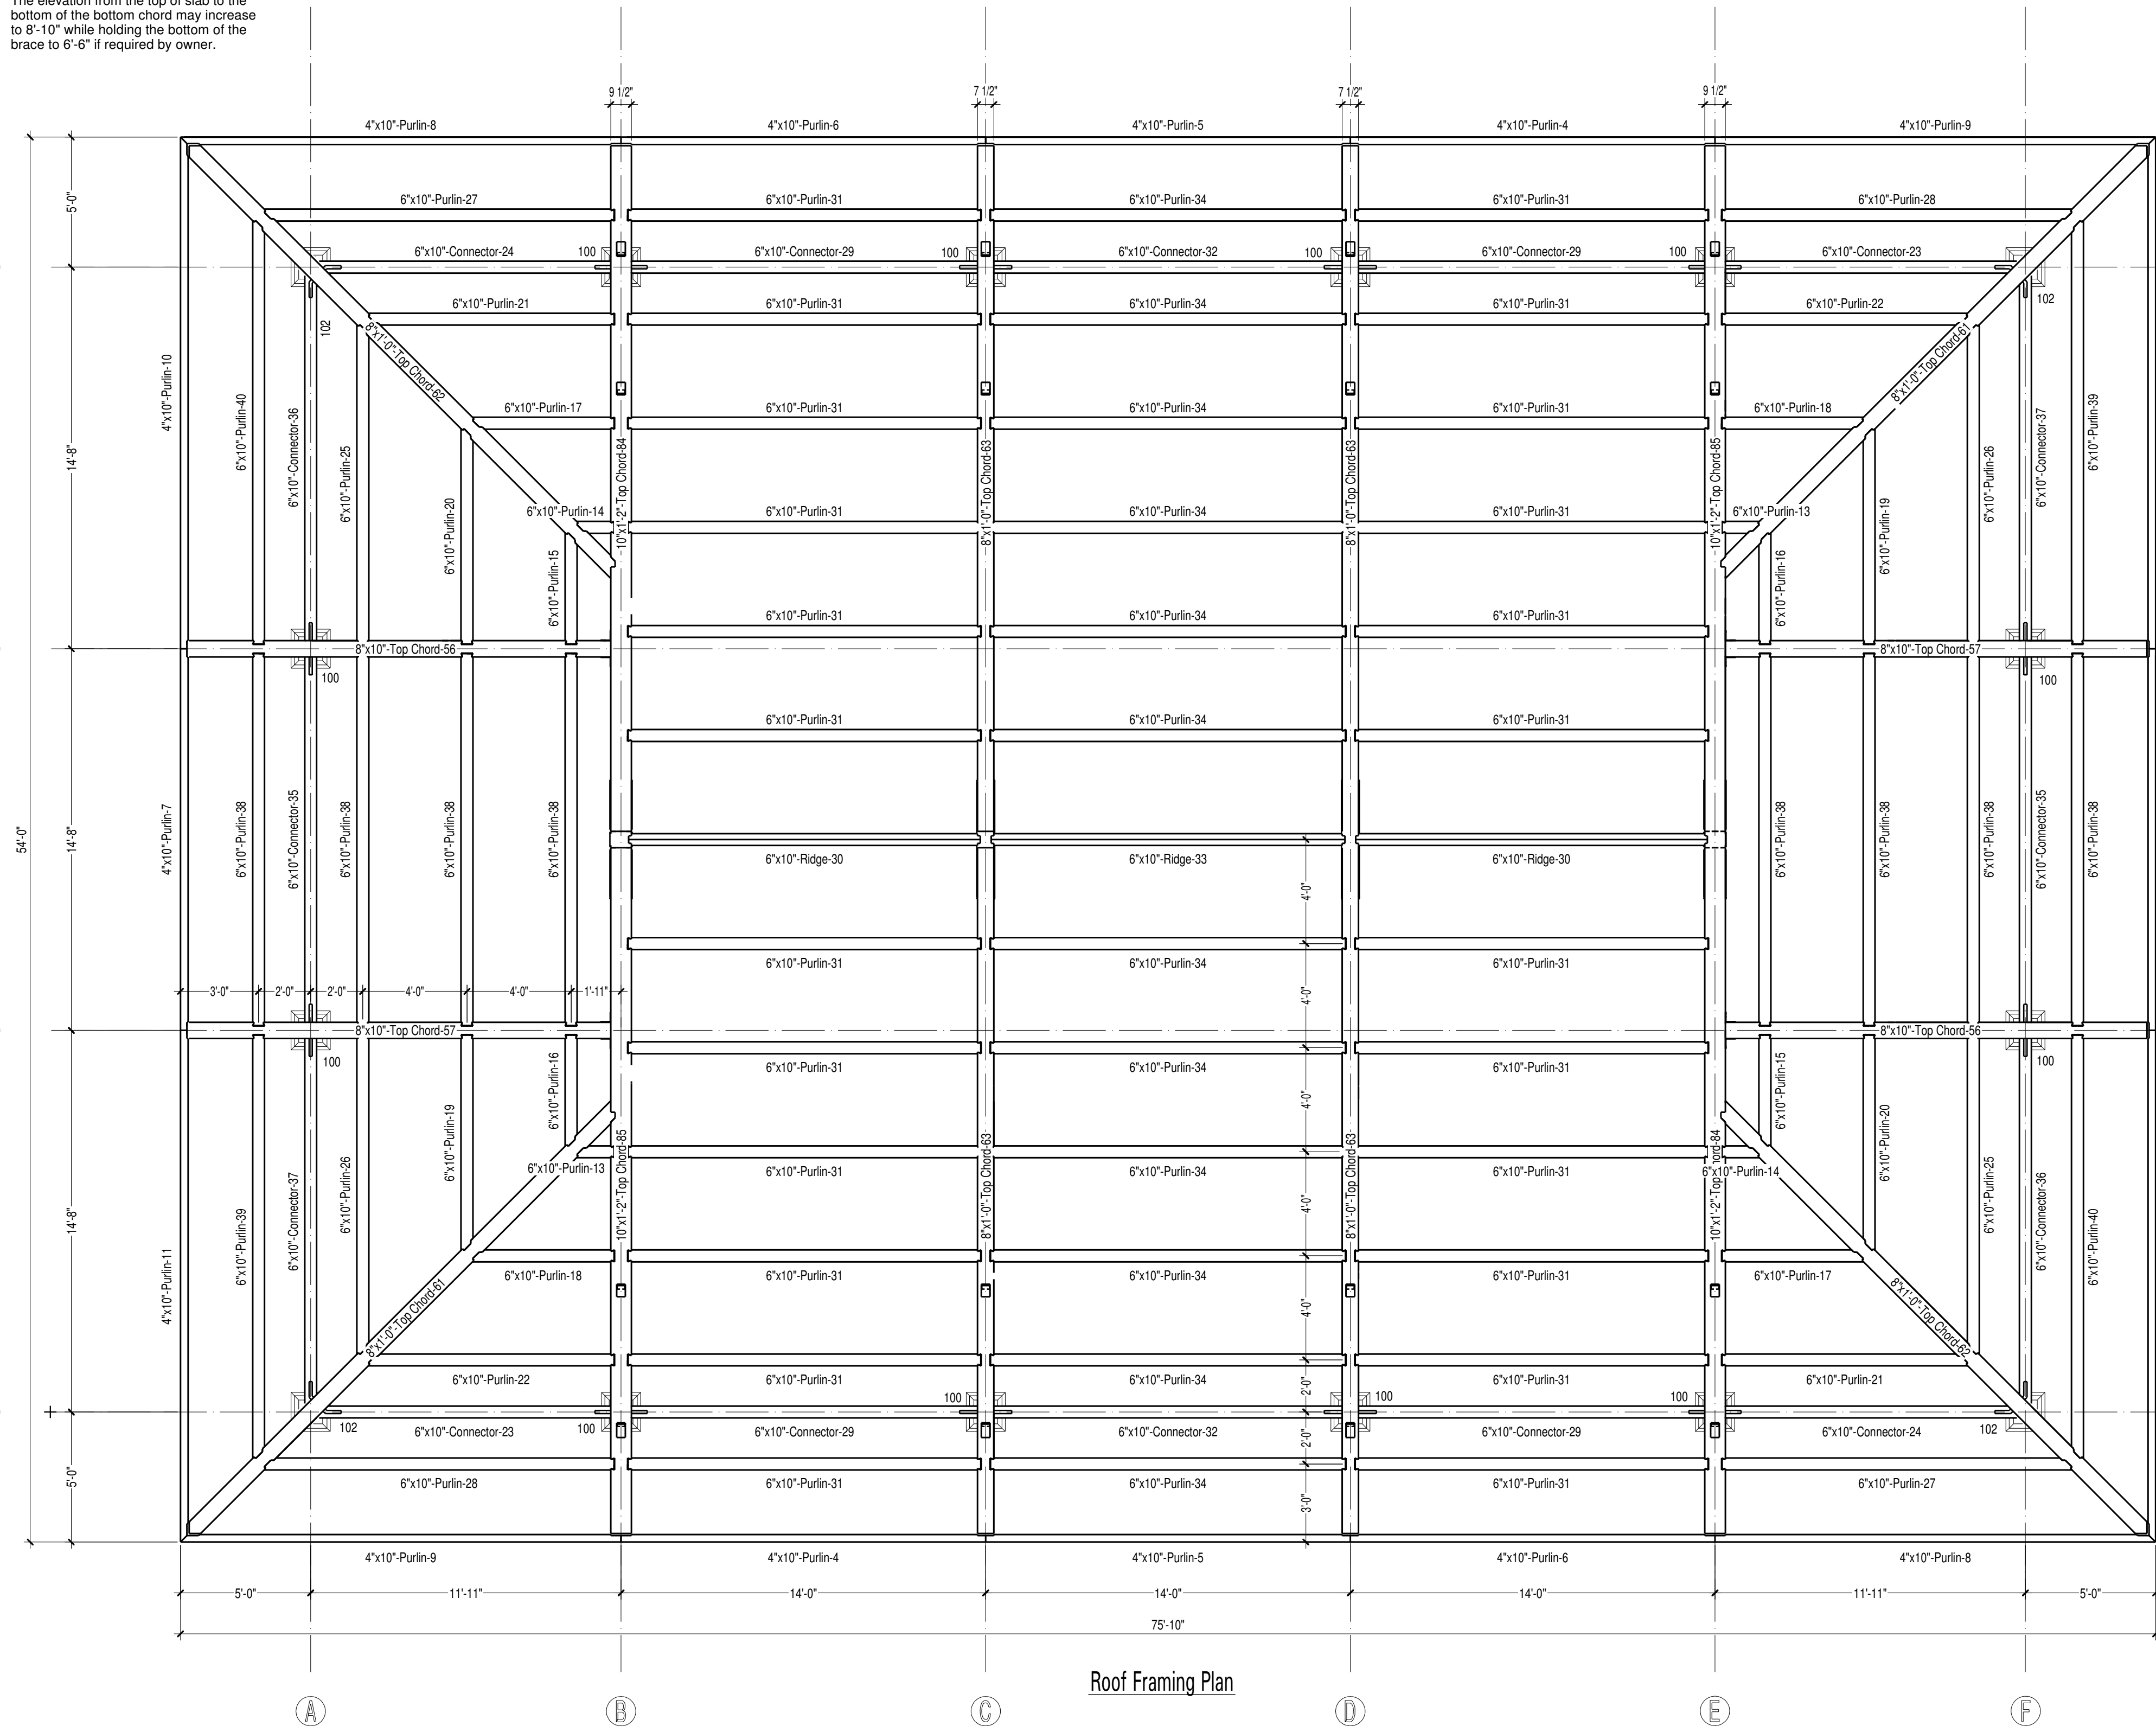 The elevation from the top of slab to the
bottom of the bottom chord may increase
to 8'-10" while holding the bottom of the
brace to 6'-6" if required by owner.
9 1/2" 7 1/2" 7 1/2" 9 1/2"
4"x10"-Purlin-8 4"x10"-Purlin-6 4"x10"-Purlin-5 4"x10"-Purlin-4 4"x10"-Purlin-9
5'-0"
6"x10"-Purlin-27 6"x10"-Purlin-31 6"x10"-Purlin-34 6"x10"-Purlin-31 6"x10"-Purlin-28
6"x10"-Connector-24 100 6"x10"-Connector-29 100 6"x10"-Connector-32 100 6"x10"-Connector-29 100 6"x10"-Connector-23
102 6"x10"-Purlin-21 6"x10"-Purlin-31 6"x10"-Purlin-34 6"x10"-Purlin-31 6"x10"-Purlin-22 102
8"x1'-0"-Top Chord-62 8"x1'-0"-Top Chord-61
6"x10"-Purlin-17 6"x10"-Purlin-31 6"x10"-Purlin-34 6"x10"-Purlin-31 6"x10"-Purlin-18
14'-8" 4"x10"-Purlin-10 6"x10"-Purlin-40 6"x10"-Connector-36 6"x10"-Purlin-25 6"x10"-Purlin-20 10"x1'-2"-Top Chord-84 8"x1'-0"-Top Chord-63 8"x1'-0"-Top Chord-63 10"x1'-2"-Top Chord-85 6"x10"-Purlin-19 6"x10"-Purlin-26 6"x10"-Connector-37 6"x10"-Purlin-39
6"x10"-Purlin-14 6"x10"-Purlin-31 6"x10"-Purlin-34 6"x10"-Purlin-31 6"x10"-Purlin-13
6"x10"-Purlin-15 6"x10"-Purlin-16
6"x10"-Purlin-31 6"x10"-Purlin-34 6"x10"-Purlin-31
8"x10"-Top Chord-56 8"x10"-Top Chord-57
100 100
6"x10"-Purlin-31 6"x10"-Purlin-34 6"x10"-Purlin-31
54'-0" 14'-8" 4"x10"-Purlin-7 6"x10"-Purlin-38 6"x10"-Connector-35 6"x10"-Purlin-38 6"x10"-Purlin-38 6"x10"-Purlin-38 6"x10"-Purlin-38 6"x10"-Purlin-38 6"x10"-Purlin-38 6"x10"-Connector-35 6"x10"-Purlin-38
6"x10"-Ridge-30 6"x10"-Ridge-33 6"x10"-Ridge-30
4'-0"
6"x10"-Purlin-31 6"x10"-Purlin-34 6"x10"-Purlin-31
3'-0" 2'-0" 2'-0" 4'-0" 4'-0" 1'-11" 4'-0"
8"x10"-Top Chord-57 8"x10"-Top Chord-56
100 100
6"x10"-Purlin-31 6"x10"-Purlin-34 6"x10"-Purlin-31
6"x10"-Purlin-16 4'-0" 6"x10"-Purlin-15
6"x10"-Purlin-13 6"x10"-Purlin-31 6"x10"-Purlin-34 6"x10"-Purlin-31 6"x10"-Purlin-14
14'-8" 4"x10"-Purlin-11 6"x10"-Purlin-39 6"x10"-Connector-37 6"x10"-Purlin-26 6"x10"-Purlin-19 10"x1'-2"-Top Chord-85 8"x1'-0"-Top Chord-63 4'-0" 8"x1'-0"-Top Chord-63 10"x1'-2"-Top Chord-84 6"x10"-Purlin-20 6"x10"-Purlin-25 6"x10"-Connector-36 6"x10"-Purlin-40
6"x10"-Purlin-18 6"x10"-Purlin-31 6"x10"-Purlin-34 6"x10"-Purlin-31 6"x10"-Purlin-17
8"x1'-0"-Top Chord-61 4'-0" 8"x1'-0"-Top Chord-62
6"x10"-Purlin-22 6"x10"-Purlin-31 6"x10"-Purlin-34 2'-0" 6"x10"-Purlin-31 6"x10"-Purlin-21
100 100 100
102 6"x10"-Connector-23 100 6"x10"-Connector-29 6"x10"-Connector-32 2'-0" 6"x10"-Connector-29 6"x10"-Connector-24 102
5'-0" 6"x10"-Purlin-28 6"x10"-Purlin-31 6"x10"-Purlin-34 3'-0" 6"x10"-Purlin-31 6"x10"-Purlin-27
4"x10"-Purlin-9 4"x10"-Purlin-4 4"x10"-Purlin-5 4"x10"-Purlin-6 4"x10"-Purlin-8
5'-0" 11'-11" 14'-0" 14'-0" 14'-0" 11'-11" 5'-0"
75'-10"
Roof Framing Plan
A B C D E F